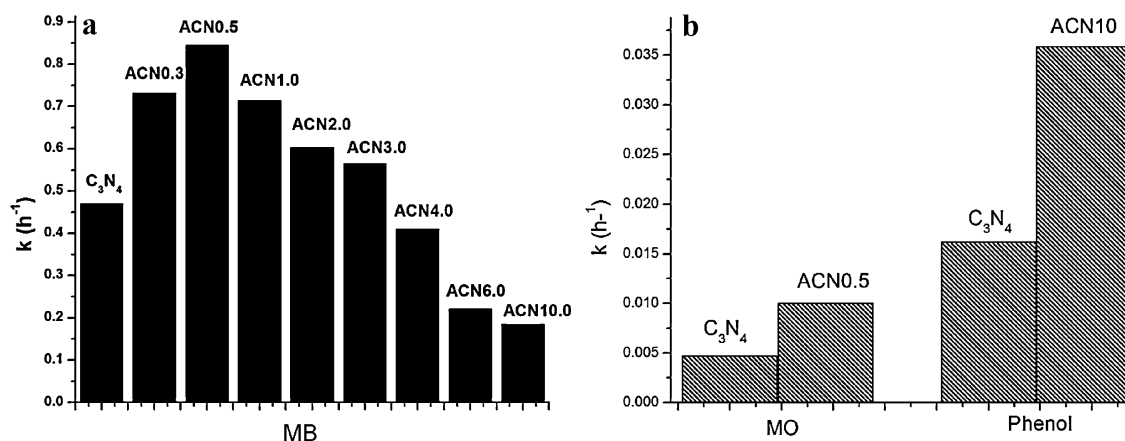 a
ACN0.5
ACN0.3
ACN1.0
ACN2.0
ACN3.0
C₃N₄
ACN4.0
ACN6.0
ACN10.0
0.9
0.8
0.7
0.6
0.5
0.4
0.3
0.2
0.1
0.0
k (h⁻¹)
MB
b
ACN10
C₃N₄
ACN0.5
C₃N₄
0.035
0.030
0.025
0.020
0.015
0.010
0.005
0.000
k (h-¹)
MO
Phenol